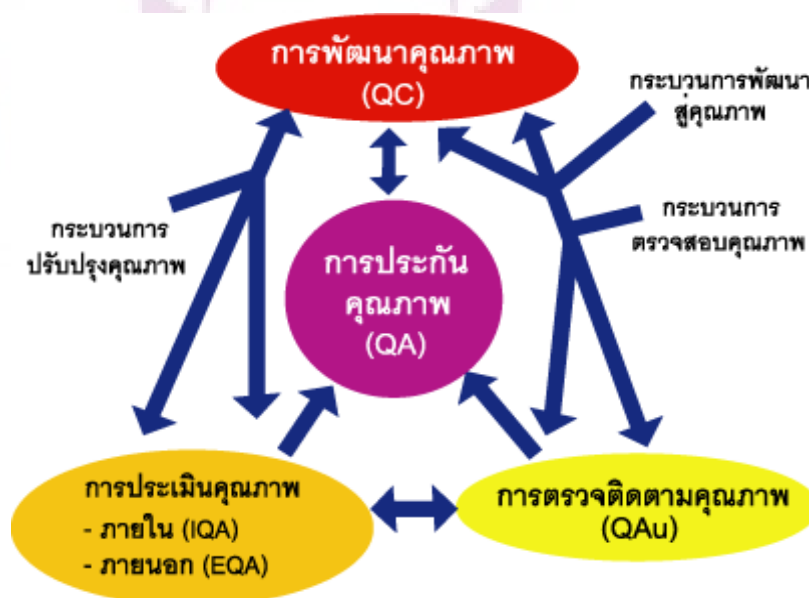 การพัฒนาคุณภาพ
(QC)
กระบวนการพัฒนา
สู่คุณภาพ
กระบวนการ
ปรับปรุงคุณภาพ
การประกัน
คุณภาพ
(QA)
กระบวนการ
ตรวจสอบคุณภาพ
การประเมินคุณภาพ
- ภายใน (IQA)
- ภายนอก (EQA)
การตรวจติดตามคุณภาพ
(QAu)